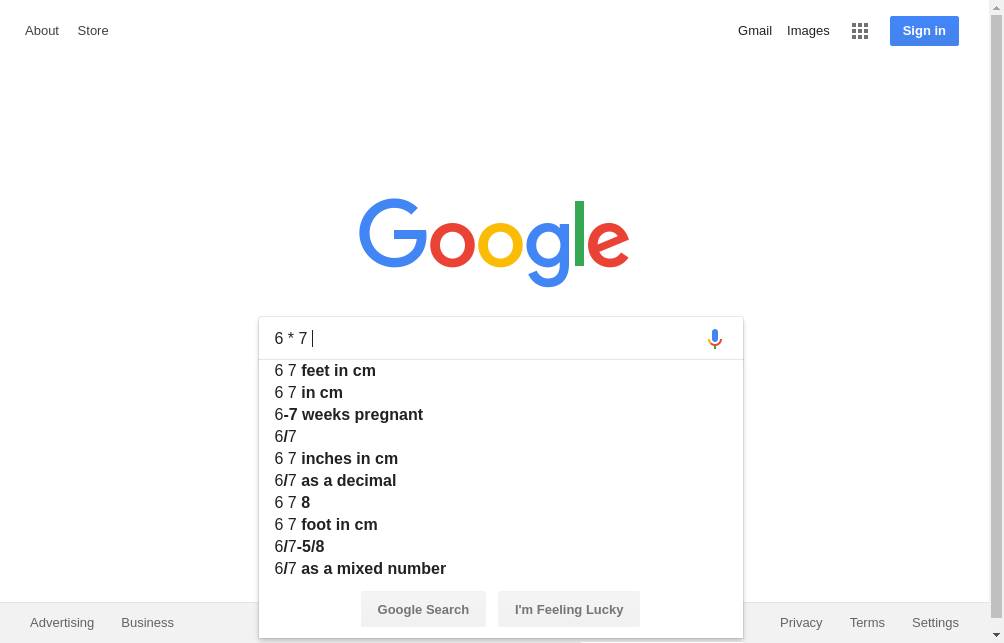 About Store Gmail Images Sign in
Google
6 * 7
6 7 feet in cm
6 7 in cm
6-7 weeks pregnant
6/7
6 7 inches in cm
6/7 as a decimal
6 7 8
6 7 foot in cm
6/7-5/8
6/7 as a mixed number
Google Search I'm Feeling Lucky
Advertising Business Privacy Terms Settings